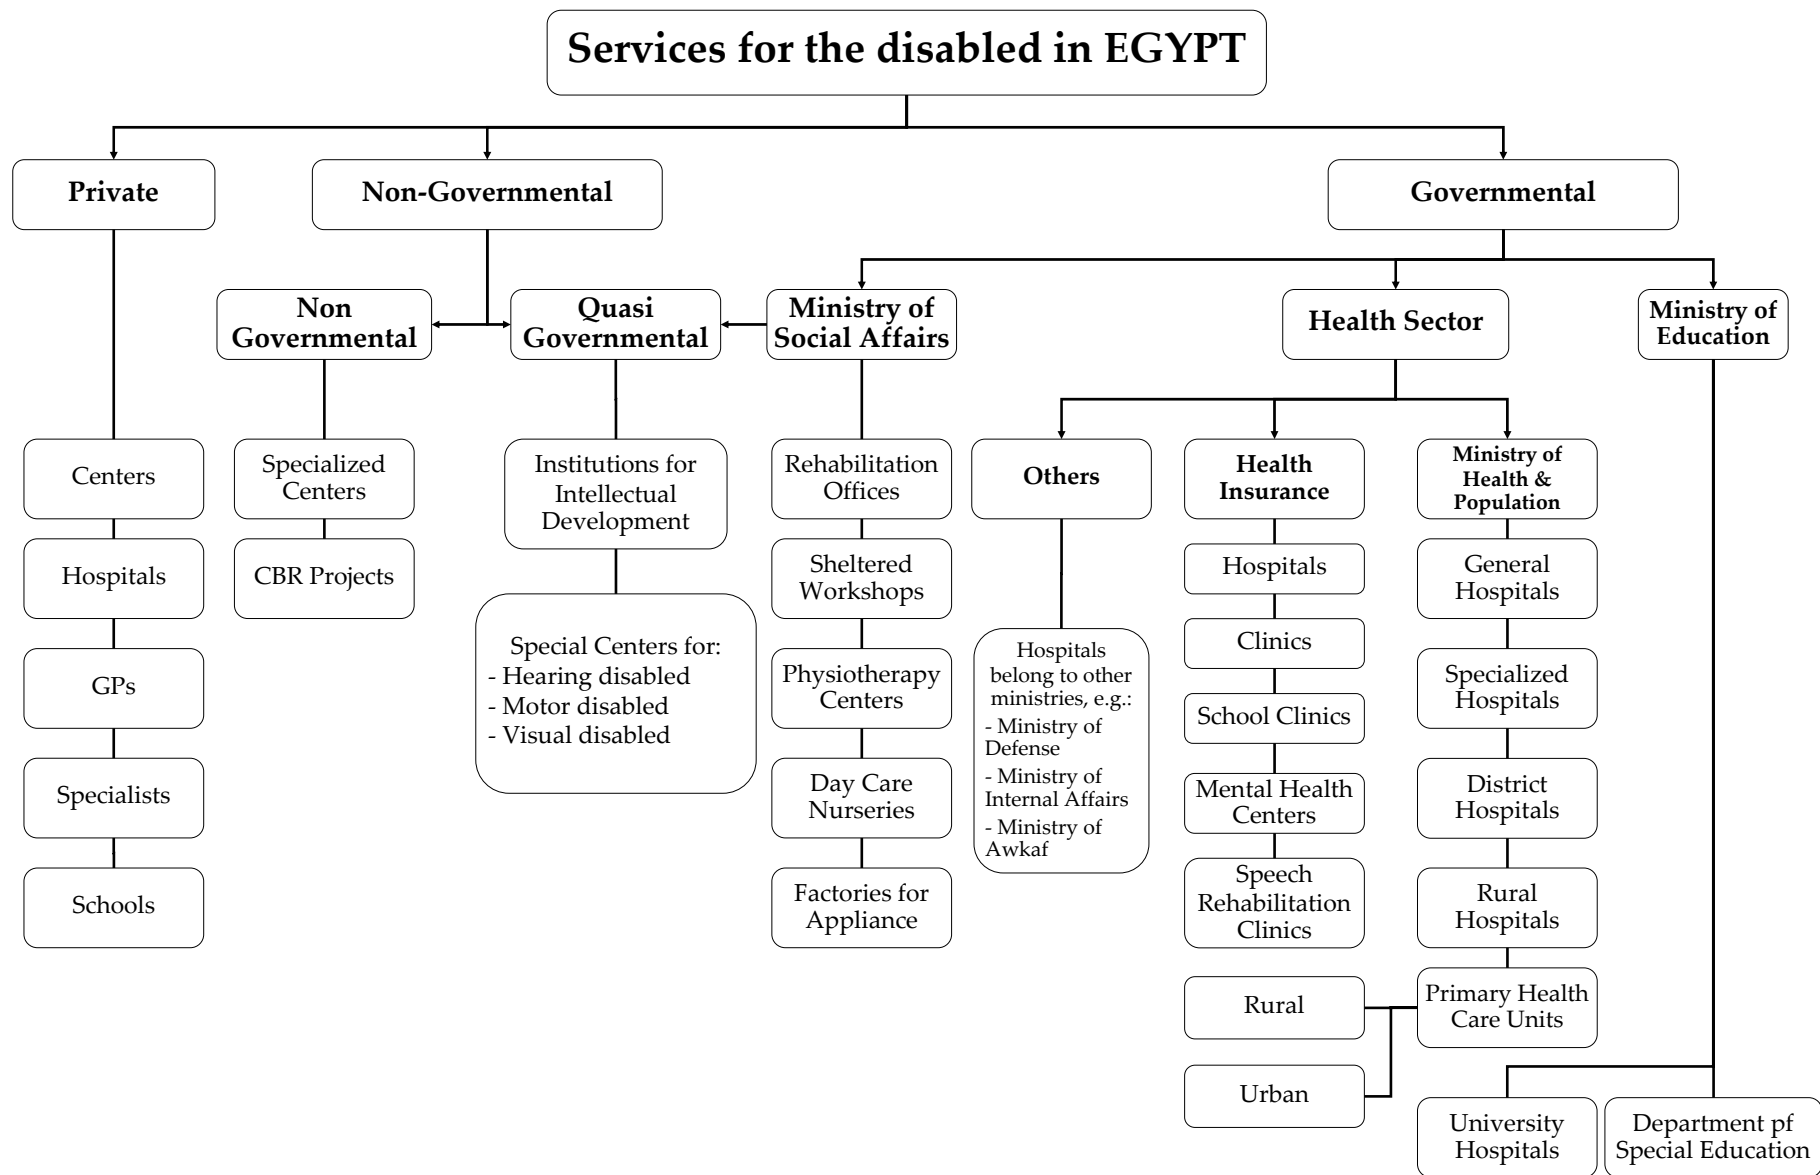 Services for the disabled in EGYPT
Private
Non-Governmental
Governmental
Non
Governmental
Quasi
Governmental
Ministry of
Social Affairs
Health Sector
Ministry of
Education
Centers
Hospitals
GPs
Specialists
Schools
Specialized
Centers
CBR Projects
Institutions for
Intellectual
Development
Special Centers for:
- Hearing disabled
- Motor disabled
- Visual disabled
Rehabilitation
Offices
Sheltered
Workshops
Physiotherapy
Centers
Day Care
Nurseries
Factories for
Appliance
Others
Hospitals
belong to other
ministries, e.g.:
- Ministry of
Defense
- Ministry of
Internal Affairs
- Ministry of
Awkaf
Health
Insurance
Hospitals
Clinics
School Clinics
Mental Health
Centers
Speech
Rehabilitation
Clinics
Ministry of
Health &
Population
General
Hospitals
Specialized
Hospitals
District
Hospitals
Rural
Hospitals
Primary Health
Care Units
Rural
Urban
University
Hospitals
Department pf
Special Education